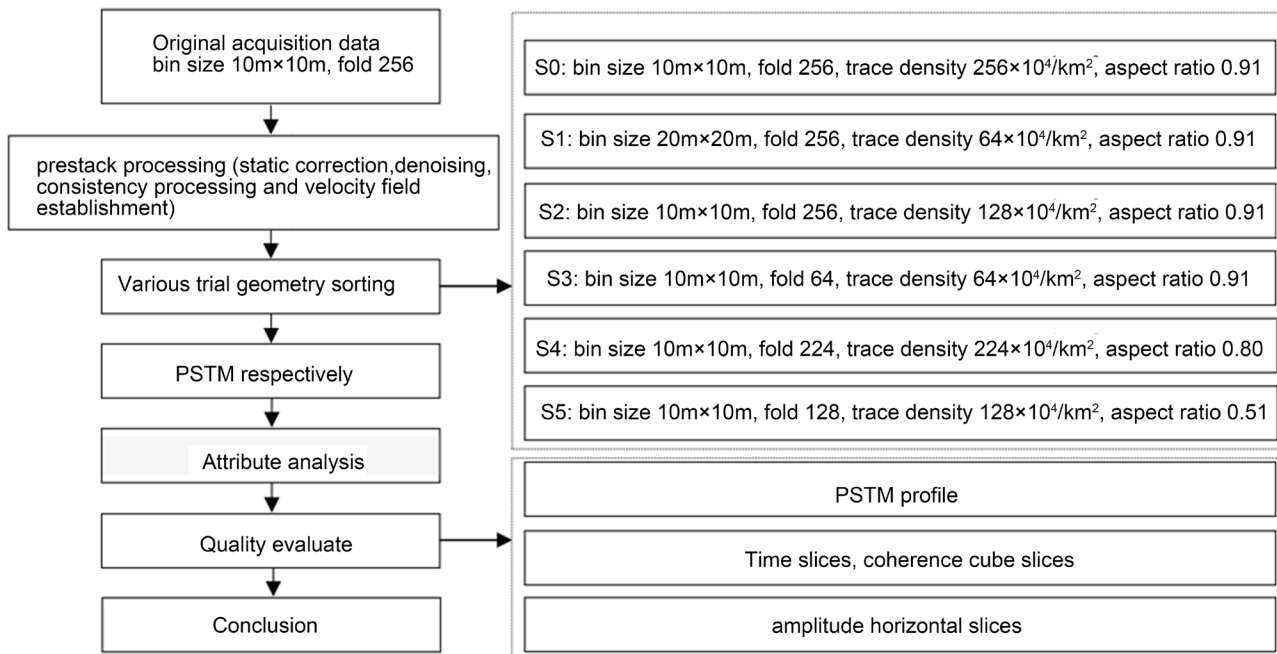 Original acquisition data
bin size 10m×10m, fold 256
prestack processing (static correction,denoising,
consistency processing and velocity field
establishment)
Various trial geometry sorting
PSTM respectively
Attribute analysis
Quality evaluate
Conclusion
S0: bin size 10m×10m, fold 256, trace density 256×10⁴/km², aspect ratio 0.91
S1: bin size 20m×20m, fold 256, trace density 64×10⁴/km², aspect ratio 0.91
S2: bin size 10m×10m, fold 256, trace density 128×10⁴/km², aspect ratio 0.91
S3: bin size 10m×10m, fold 64, trace density 64×10⁴/km², aspect ratio 0.91
S4: bin size 10m×10m, fold 224, trace density 224×10⁴/km², aspect ratio 0.80
S5: bin size 10m×10m, fold 128, trace density 128×10⁴/km², aspect ratio 0.51
PSTM profile
Time slices, coherence cube slices
amplitude horizontal slices